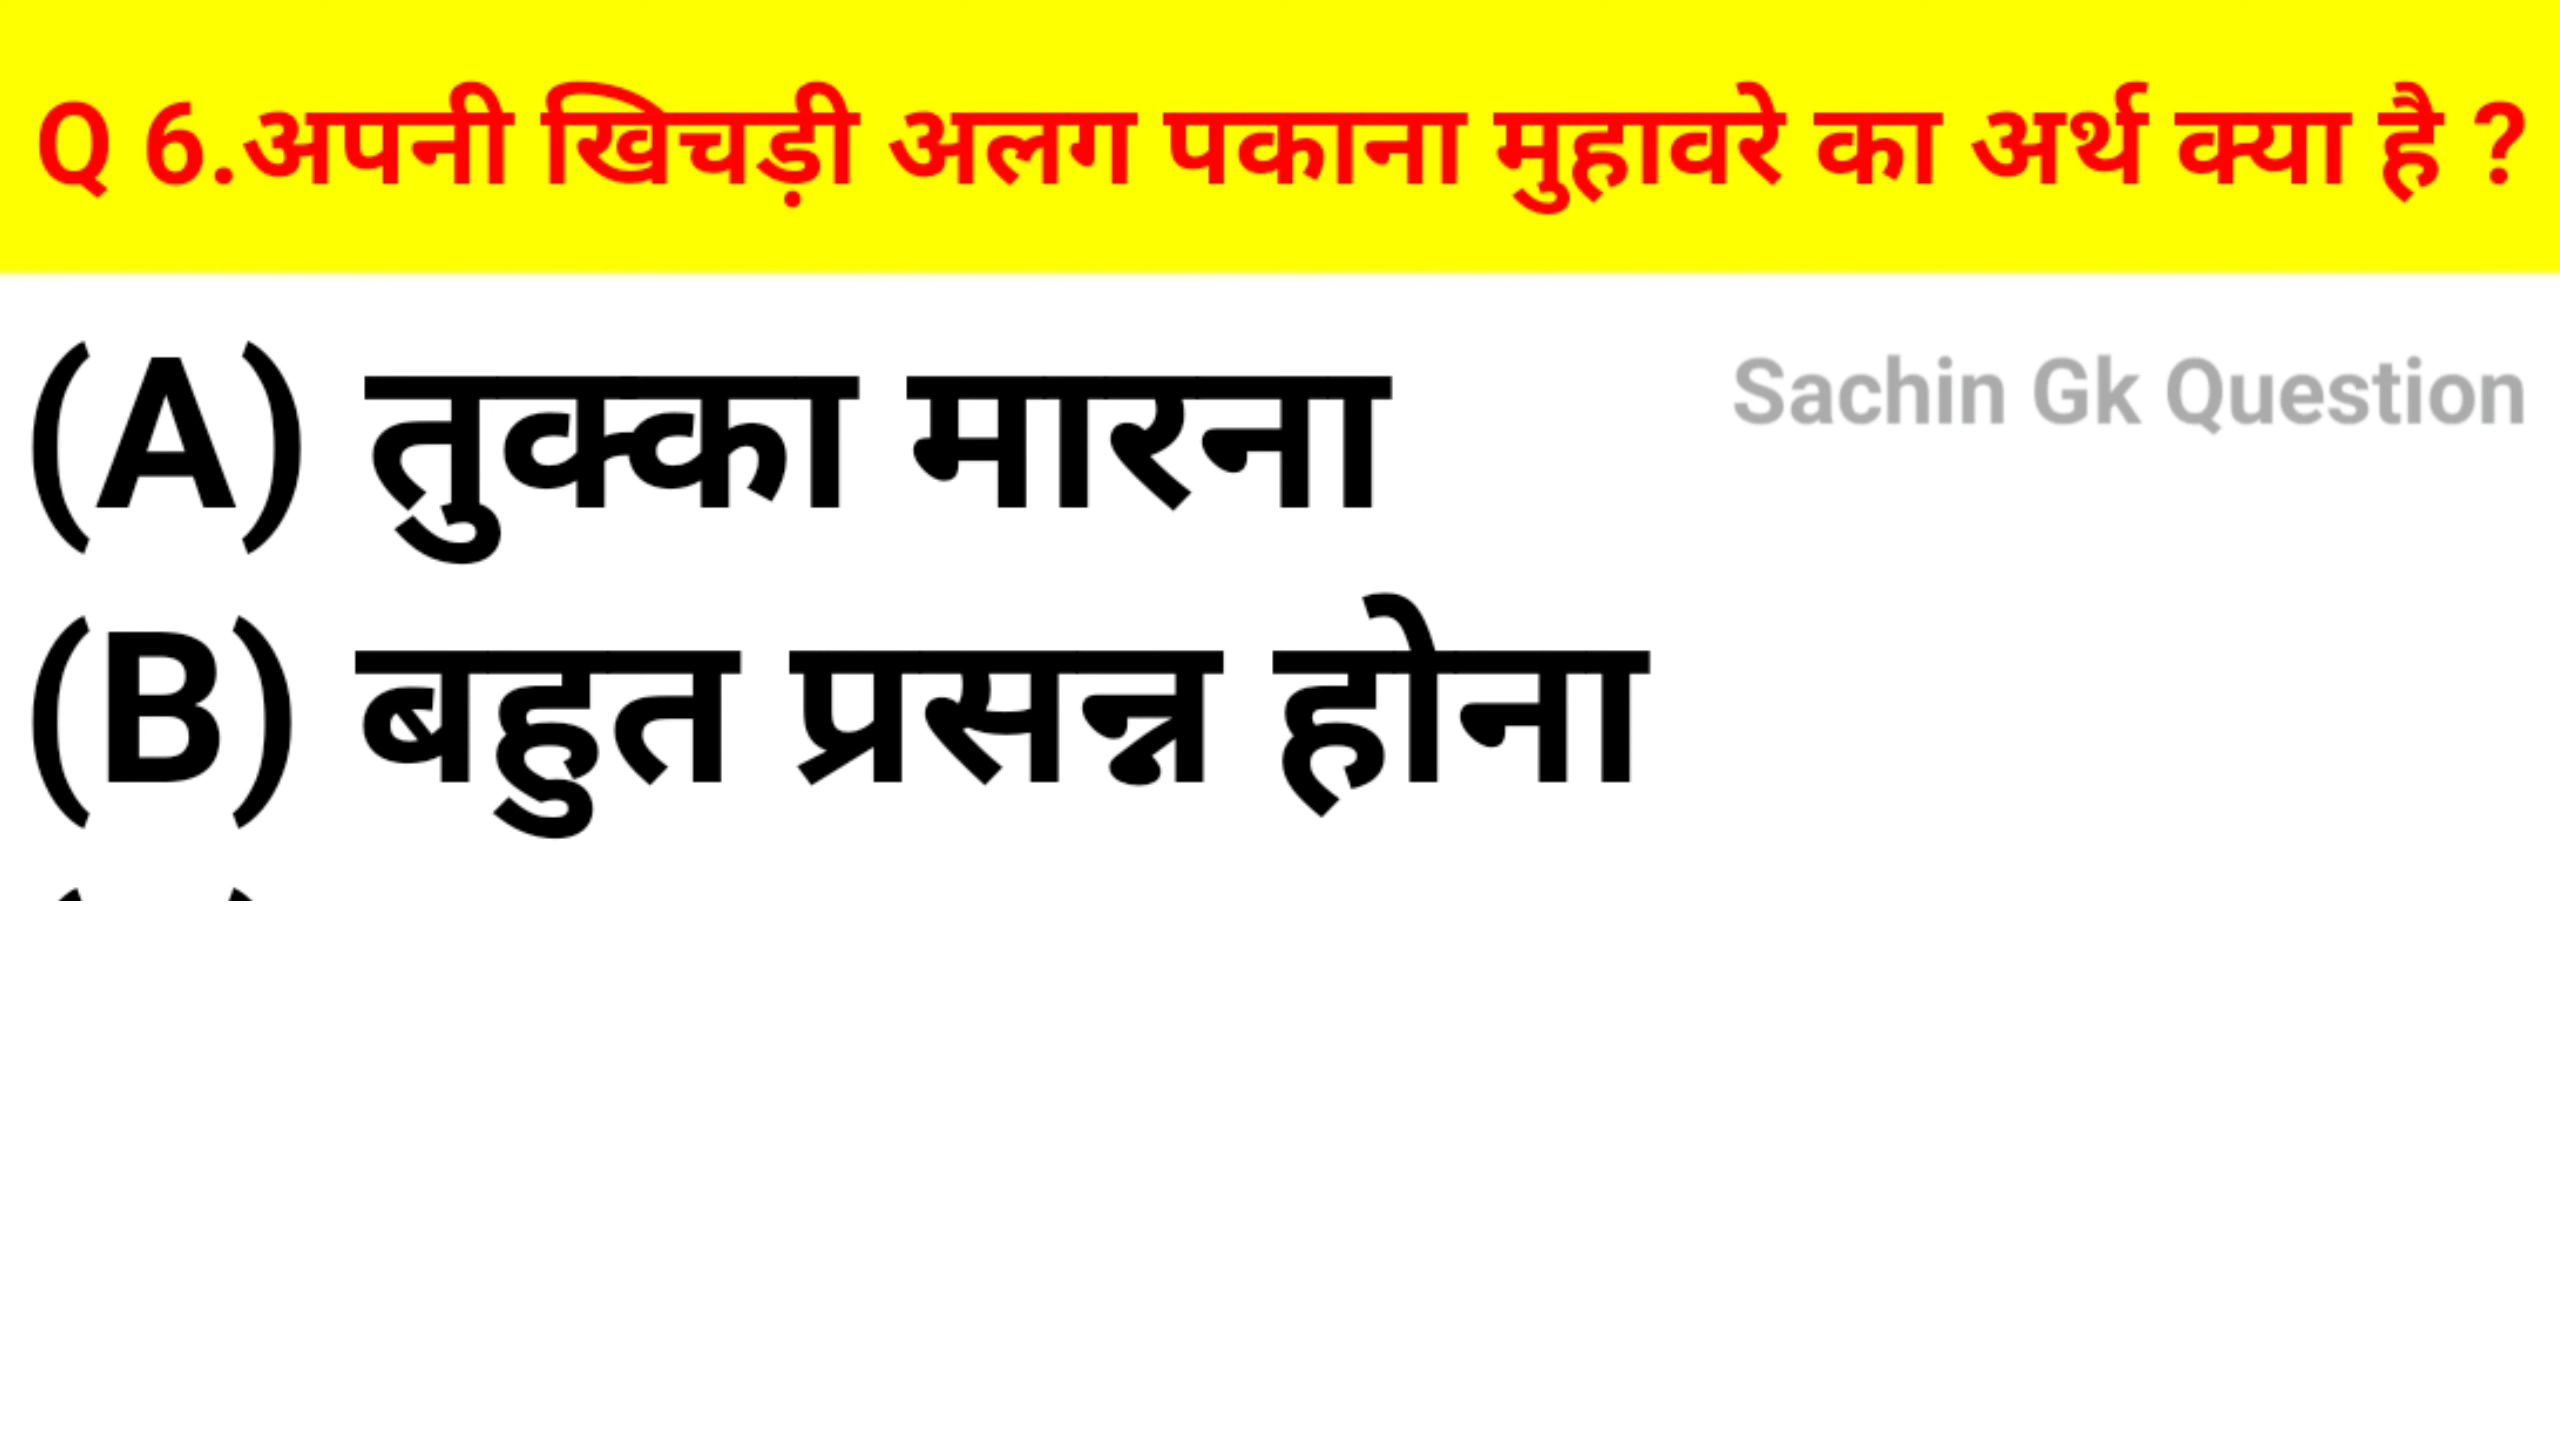 Q 6.अपनी खिचड़ी अलग पकाना मुहावरे का अर्थ क्या है ?
(A) तुक्का मारना
Sachin Gk Question
(B) बहुत प्रसन्न होना